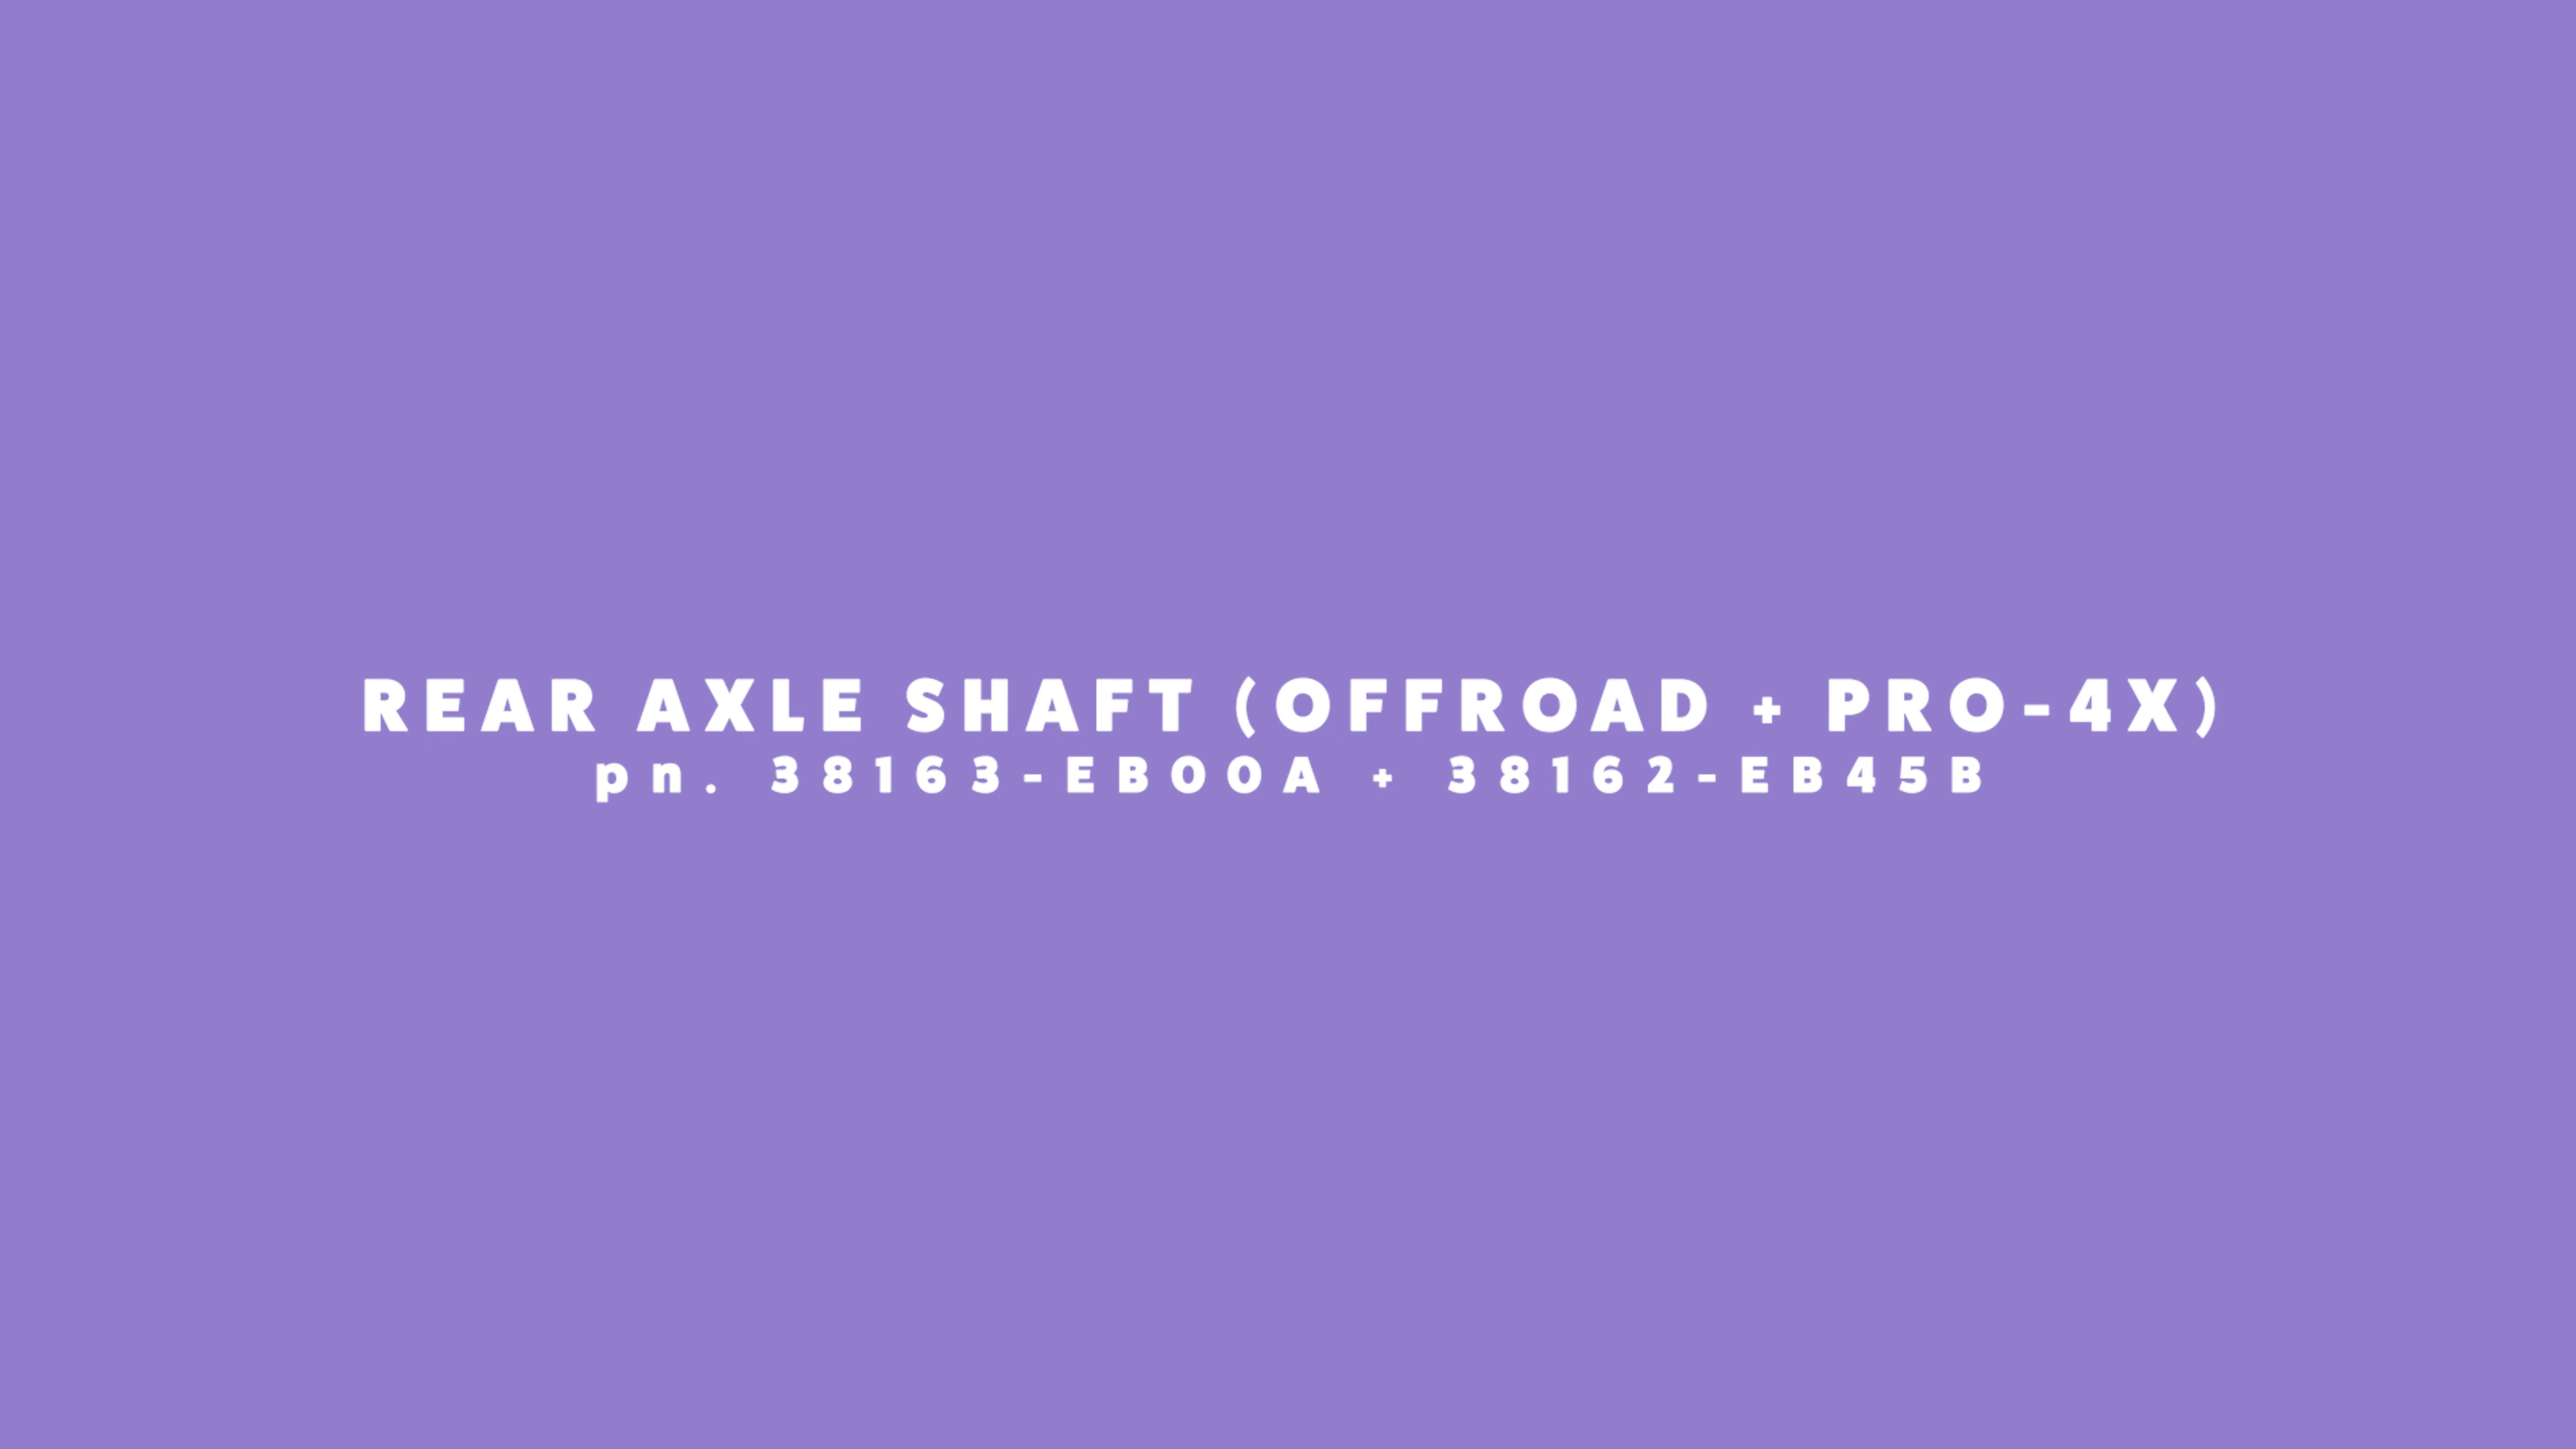 REAR AXLE SHAFT (OFFROAD + PRO-4X)
pn. 38163-EB00A + 38162-EB45B